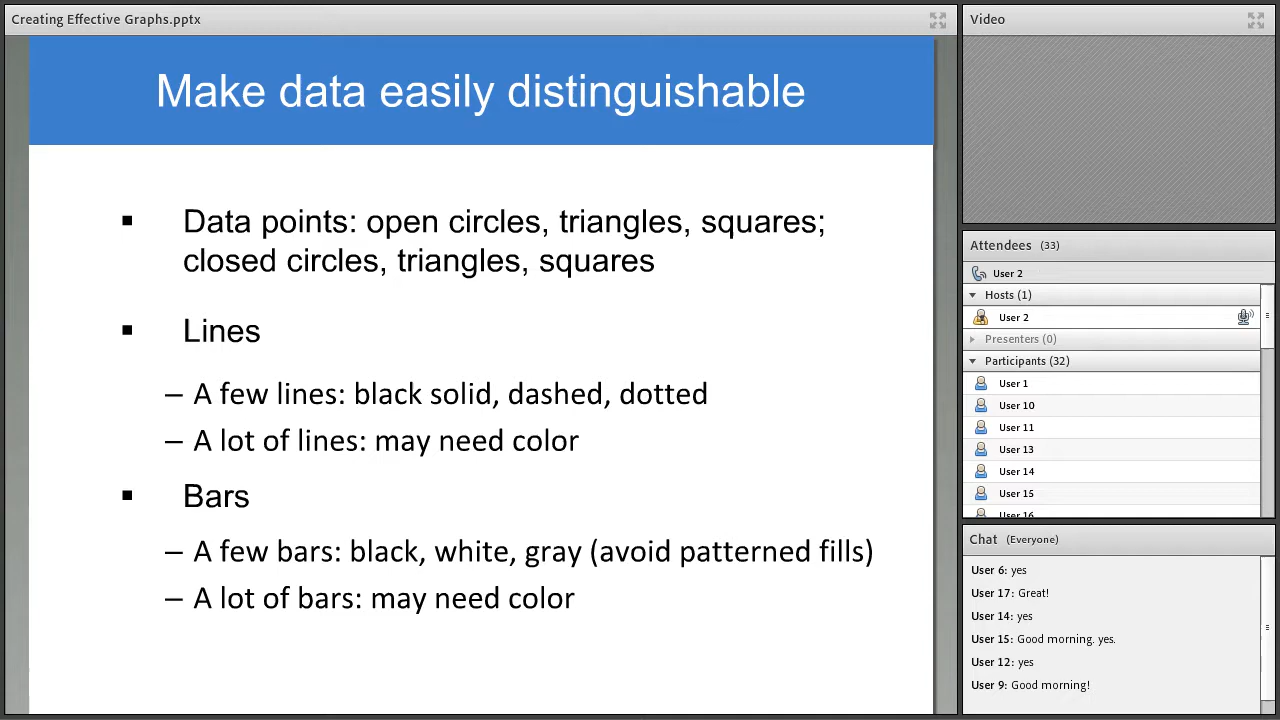 Creating Effective Graphs.pptx
Make data easily distinguishable
▪ Data points: open circles, triangles, squares;
closed circles, triangles, squares
▪ Lines
– A few lines: black solid, dashed, dotted
– A lot of lines: may need color
▪ Bars
– A few bars: black, white, gray (avoid patterned fills)
– A lot of bars: may need color
Video
Attendees (33)
User 2
Hosts (1)
User 2
Presenters (0)
Participants (32)
User 1
User 10
User 11
User 13
User 14
User 15
User 16
Chat (Everyone)
User 6: yes
User 17: Great!
User 14: yes
User 15: Good morning. yes.
User 12: yes
User 9: Good morning!